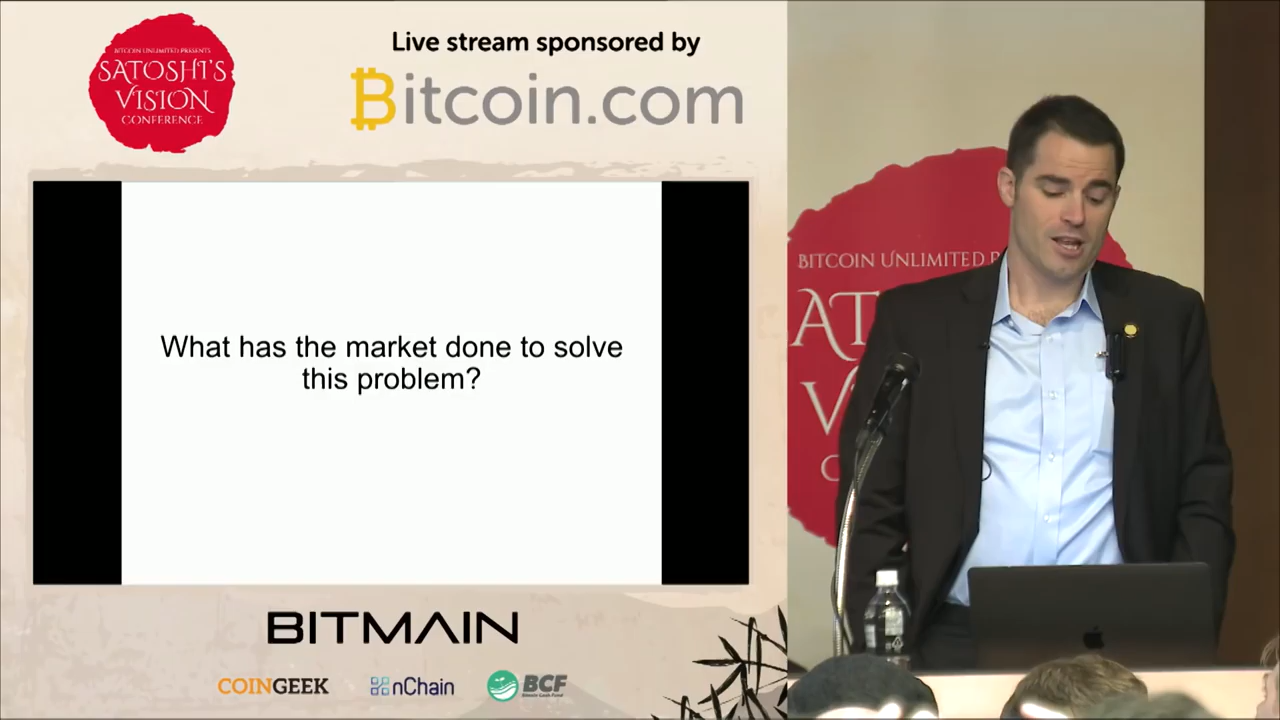 BITCOIN UNLIMITED PRESENTS
SATOSHI'S
VISION
CONFERENCE
Live stream sponsored by
Bitcoin.com
What has the market done to solve
this problem?
BITMAIN
COINGEEK
nChain
BCF
BITCOIN UNLIMITED P
AT
V
C